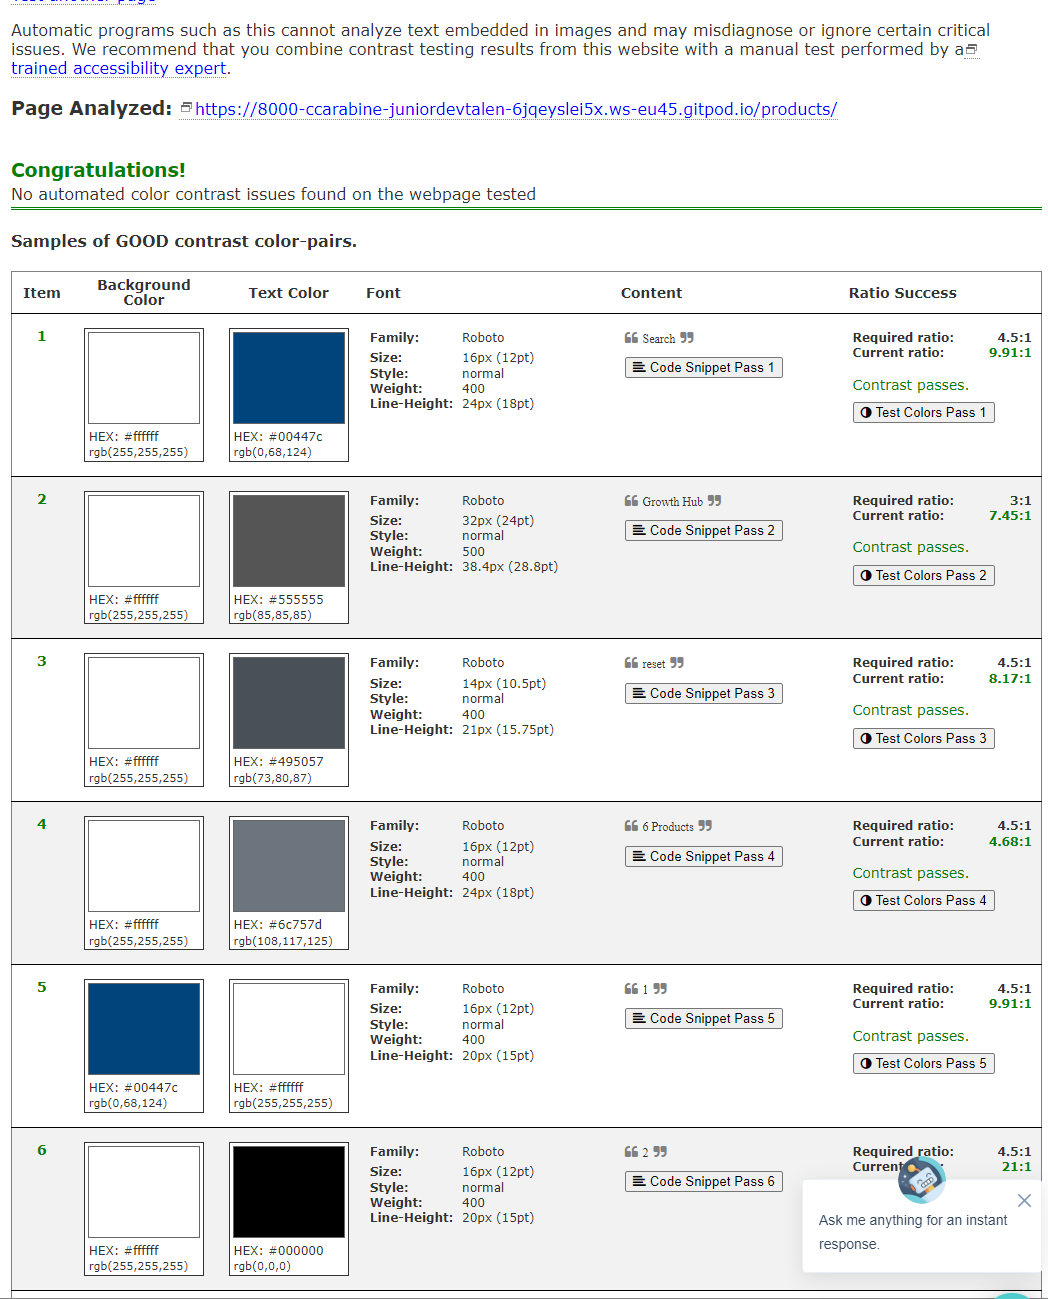 Test another page
Automatic programs such as this cannot analyze text embedded in images and may misdiagnose or ignore certain critical
issues. We recommend that you combine contrast testing results from this website with a manual test performed by a
trained accessibility expert.
Page Analyzed: https://8000-ccarabine-juniordevtalen-6jqeyslei5x.ws-eu45.gitpod.io/products/
Congratulations!
No automated color contrast issues found on the webpage tested
Samples of GOOD contrast color-pairs.
Item Background Color Text Color Font Content Ratio Success
1
HEX: #ffffff
rgb(255,255,255)
HEX: #00447c
rgb(0,68,124)
Family: Roboto
Size: 16px (12pt)
Style: normal
Weight: 400
Line-Height: 24px (18pt)
❝ Search ❞
Code Snippet Pass 1
Required ratio: 4.5:1
Current ratio: 9.91:1
Contrast passes.
Test Colors Pass 1
2
HEX: #ffffff
rgb(255,255,255)
HEX: #555555
rgb(85,85,85)
Family: Roboto
Size: 32px (24pt)
Style: normal
Weight: 500
Line-Height: 38.4px (28.8pt)
❝ Growth Hub ❞
Code Snippet Pass 2
Required ratio: 3:1
Current ratio: 7.45:1
Contrast passes.
Test Colors Pass 2
3
HEX: #ffffff
rgb(255,255,255)
HEX: #495057
rgb(73,80,87)
Family: Roboto
Size: 14px (10.5pt)
Style: normal
Weight: 400
Line-Height: 21px (15.75pt)
❝ reset ❞
Code Snippet Pass 3
Required ratio: 4.5:1
Current ratio: 8.17:1
Contrast passes.
Test Colors Pass 3
4
HEX: #ffffff
rgb(255,255,255)
HEX: #6c757d
rgb(108,117,125)
Family: Roboto
Size: 16px (12pt)
Style: normal
Weight: 400
Line-Height: 24px (18pt)
❝ 6 Products ❞
Code Snippet Pass 4
Required ratio: 4.5:1
Current ratio: 4.68:1
Contrast passes.
Test Colors Pass 4
5
HEX: #00447c
rgb(0,68,124)
HEX: #ffffff
rgb(255,255,255)
Family: Roboto
Size: 16px (12pt)
Style: normal
Weight: 400
Line-Height: 20px (15pt)
❝ 1 ❞
Code Snippet Pass 5
Required ratio: 4.5:1
Current ratio: 9.91:1
Contrast passes.
Test Colors Pass 5
6
HEX: #ffffff
rgb(255,255,255)
HEX: #000000
rgb(0,0,0)
Family: Roboto
Size: 16px (12pt)
Style: normal
Weight: 400
Line-Height: 20px (15pt)
❝ 2 ❞
Code Snippet Pass 6
Required ratio: 4.5:1
Current 21:1
Ask me anything for an instant
response.